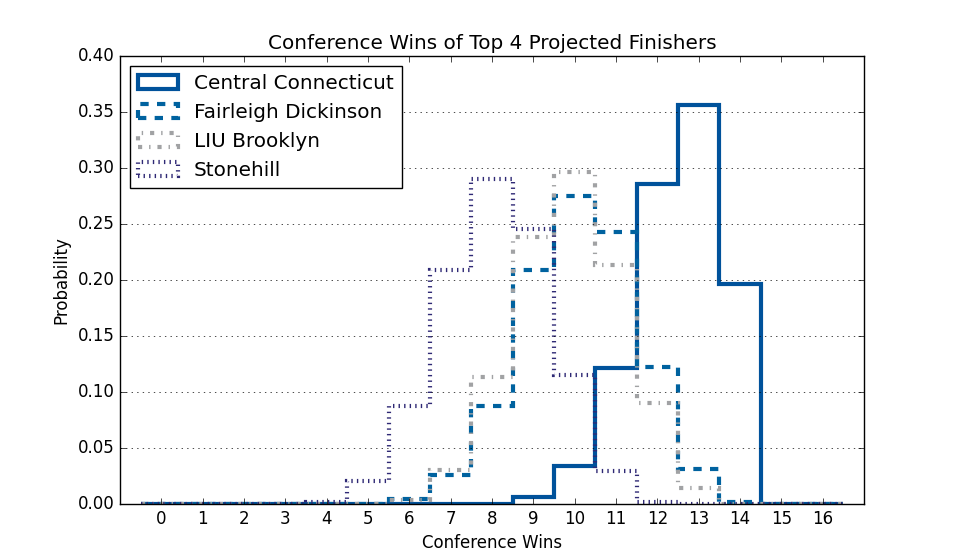 Conference Wins of Top 4 Projected Finishers
0.40
0.35
0.30
0.25
0.20
0.15
0.10
0.05
0.00
Probability
Central Connecticut
Fairleigh Dickinson
LIU Brooklyn
Stonehill
0 1 2 3 4 5 6 7 8 9 10 11 12 13 14 15 16
Conference Wins